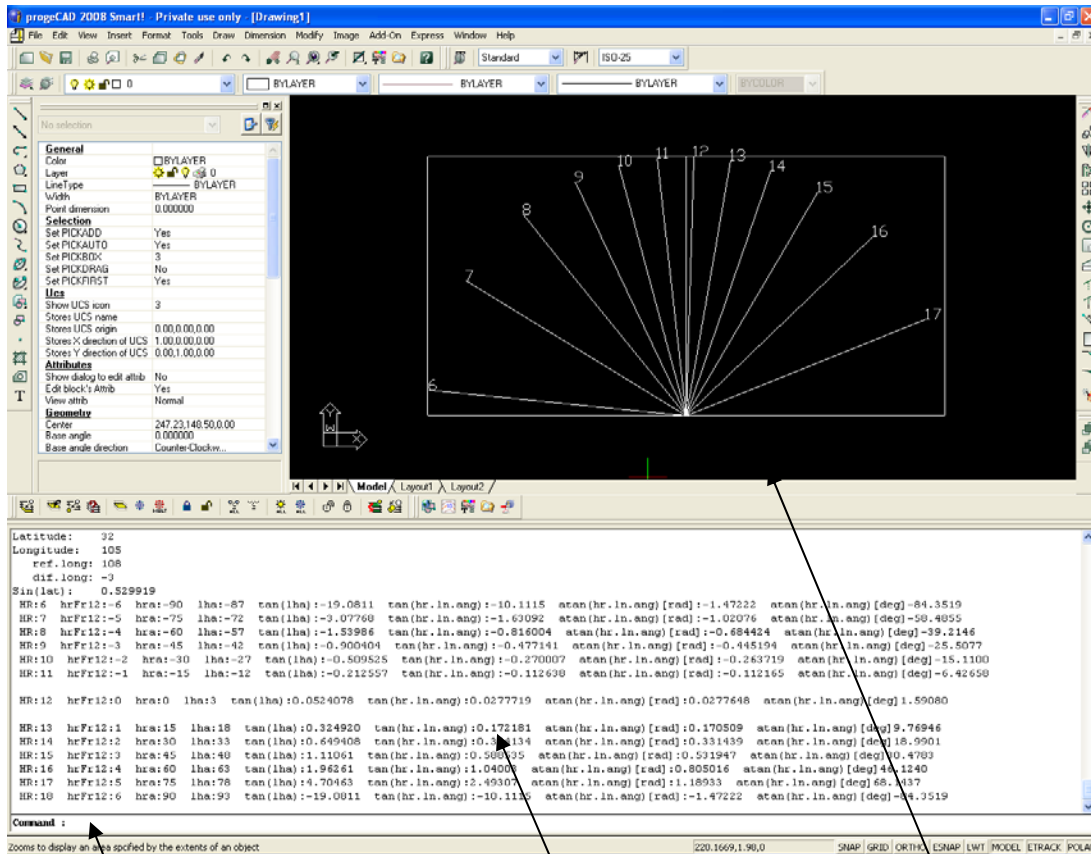 progeCAD 2008 Smart! - Private use only - [Drawing1]
File Edit View Insert Format Tools Draw Dimension Modify Image Add-On Express Window Help
Standard ISO-25
0 BYLAYER BYLAYER BYLAYER BYCOLOR
No selection
General
Color BYLAYER
Layer 0
LineType BYLAYER
Width BYLAYER
Point dimension 0.000000
Selection
Set PICKADD Yes
Set PICKAUTO Yes
Set PICKBOX 3
Set PICKDRAG No
Set PICKFIRST Yes
Ucs
Show UCS icon 3
Stores UCS name
Stores UCS origin 0.00,0.00,0.00
Stores X direction of UCS 1.00,0.00,0.00
Stores Y direction of UCS 0.00,1.00,0.00
Attributes
Show dialog to edit attrib No
Edit block's Attrib Yes
View attrib Normal
Geometry
Center 247.23,148.50,0.00
Base angle 0.000000
Base angle direction Counter-Clockw...
6 7 8 9 10 11 12 13 14 15 16 17
Y
W
X
T
Model Layout1 Layout2
Latitude: 32
Longitude: 105
ref.long: 108
dif.long: -3
Sin(lat): 0.529919
HR:6 hrFr12:-6 hra:-90 lha:-87 tan(lha):-19.0811 tan(hr.ln.ang):-10.1115 atan(hr.ln.ang)[rad]:-1.47222 atan(hr.ln.ang)[deg]-84.3519
HR:7 hrFr12:-5 hra:-75 lha:-72 tan(lha):-3.07768 tan(hr.ln.ang):-1.63092 atan(hr.ln.ang)[rad]:-1.02076 atan(hr.ln.ang)[deg]-58.4855
HR:8 hrFr12:-4 hra:-60 lha:-57 tan(lha):-1.53986 tan(hr.ln.ang):-0.816004 atan(hr.ln.ang)[rad]:-0.684424 atan(hr.ln.ang)[deg]-39.2146
HR:9 hrFr12:-3 hra:-45 lha:-42 tan(lha):-0.900404 tan(hr.ln.ang):-0.477141 atan(hr.ln.ang)[rad]:-0.445194 atan(hr.ln.ang)[deg]-25.5077
HR:10 hrFr12:-2 hra:-30 lha:-27 tan(lha):-0.509525 tan(hr.ln.ang):-0.270007 atan(hr.ln.ang)[rad]:-0.263719 atan(hr.ln.ang)[deg]-15.1100
HR:11 hrFr12:-1 hra:-15 lha:-12 tan(lha):-0.212557 tan(hr.ln.ang):-0.112638 atan(hr.ln.ang)[rad]:-0.112165 atan(hr.ln.ang)[deg]-6.42658
HR:12 hrFr12:0 hra:0 lha:3 tan(lha):0.0524078 tan(hr.ln.ang):0.0277719 atan(hr.ln.ang)[rad]:0.0277648 atan(hr.ln.ang)[deg]1.59080
HR:13 hrFr12:1 hra:15 lha:18 tan(lha):0.324920 tan(hr.ln.ang):0.172181 atan(hr.ln.ang)[rad]:0.170509 atan(hr.ln.ang)[deg]9.76946
HR:14 hrFr12:2 hra:30 lha:33 tan(lha):0.649408 atan(hr.ln.ang)[rad]:0.331439 atan(hr.ln.ang)[deg]18.9901
HR:15 hrFr12:3 hra:45 lha:48 tan(lha):1.11061 atan(hr.ln.ang)[rad]:0.531947
HR:16 hrFr12:4 hra:60 lha:63 tan(lha):1.96261 tan(hr.ln.ang):1.04003 atan(hr.ln.ang)[rad]:0.805016
HR:17 hrFr12:5 hra:75 lha:78 tan(lha):4.70463 tan(hr.ln.ang):2.49307 atan(hr.ln.ang)[rad]:1.18933
HR:18 hrFr12:6 hra:90 lha:93 tan(lha):-19.0811 tan(hr.ln.ang):-10.1115 atan(hr.ln.ang)[rad]:-1.47222 atan(hr.ln.ang)[deg]-84.3519
Command :
Zooms to display an area spcified by the extents of an object 220.1669,1.98,0 SNAP GRID ORTHO ESNAP LWT MODEL ETRACK POLAR